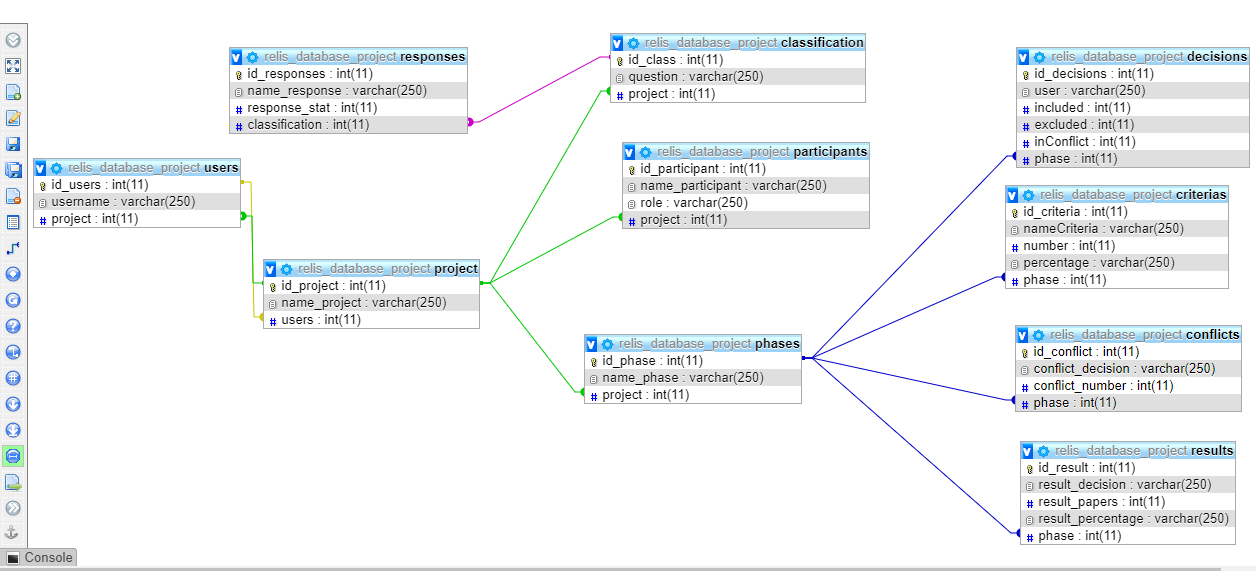 relis_database_project responses
id_responses : int(11)
name_response : varchar(250)
response_stat : int(11)
classification : int(11)
relis_database_project classification
id_class : int(11)
question : varchar(250)
project : int(11)
relis_database_project decisions
id_decisions : int(11)
user : varchar(250)
included : int(11)
excluded : int(11)
inConflict : int(11)
phase : int(11)
relis_database_project users
id_users : int(11)
username : varchar(250)
project : int(11)
relis_database_project participants
id_participant : int(11)
name_participant : varchar(250)
role : varchar(250)
project : int(11)
relis_database_project criterias
id_criteria : int(11)
nameCriteria : varchar(250)
number : int(11)
percentage : varchar(250)
phase : int(11)
relis_database_project project
id_project : int(11)
name_project : varchar(250)
users : int(11)
relis_database_project phases
id_phase : int(11)
name_phase : varchar(250)
project : int(11)
relis_database_project conflicts
id_conflict : int(11)
conflict_decision : varchar(250)
conflict_number : int(11)
phase : int(11)
relis_database_project results
id_result : int(11)
result_decision : varchar(250)
result_papers : int(11)
result_percentage : varchar(250)
phase : int(11)
Console